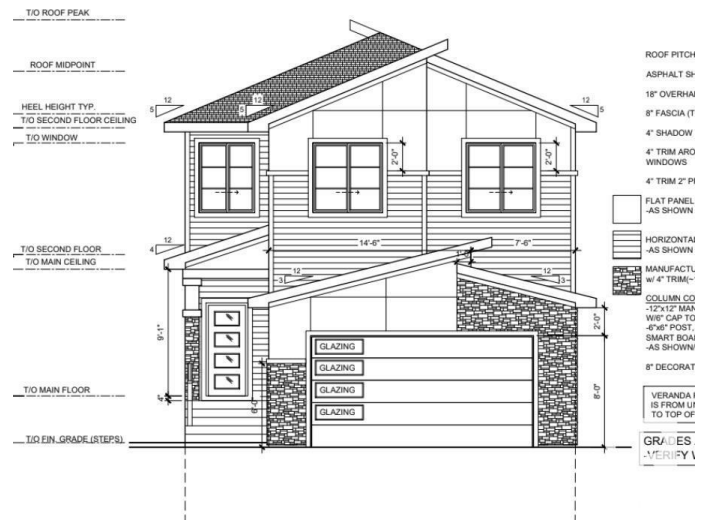 T/O ROOF PEAK
ROOF MIDPOINT
HEEL HEIGHT TYP.
T/O SECOND FLOOR CEILING
T/O WINDOW
T/O SECOND FLOOR
T/O MAIN CEILING
T/O MAIN FLOOR
T/O FIN. GRADE (STEPS)
12
5
12
5
12
5
2'-0"
2'-0"
14'-6"
7'-6"
12
4
12
3
12
3
9'-1"
4"
6'-0"
2'-0"
8'-0"
GLAZING
GLAZING
GLAZING
GLAZING
ROOF PITCH
ASPHALT SH
18" OVERHA
8" FASCIA (T
4" SHADOW
4" TRIM ARO
WINDOWS
4" TRIM 2" P
FLAT PANEL
-AS SHOWN
HORIZONTA
-AS SHOWN
MANUFACTU
w/ 4" TRIM(~
COLUMN CO
-12"x12" MAN
W/6" CAP TO
-6"x6" POST,
SMART BOA
-AS SHOWN
8" DECORAT
VERANDA
IS FROM U
TO TOP OF
GRADES
-VERIFY